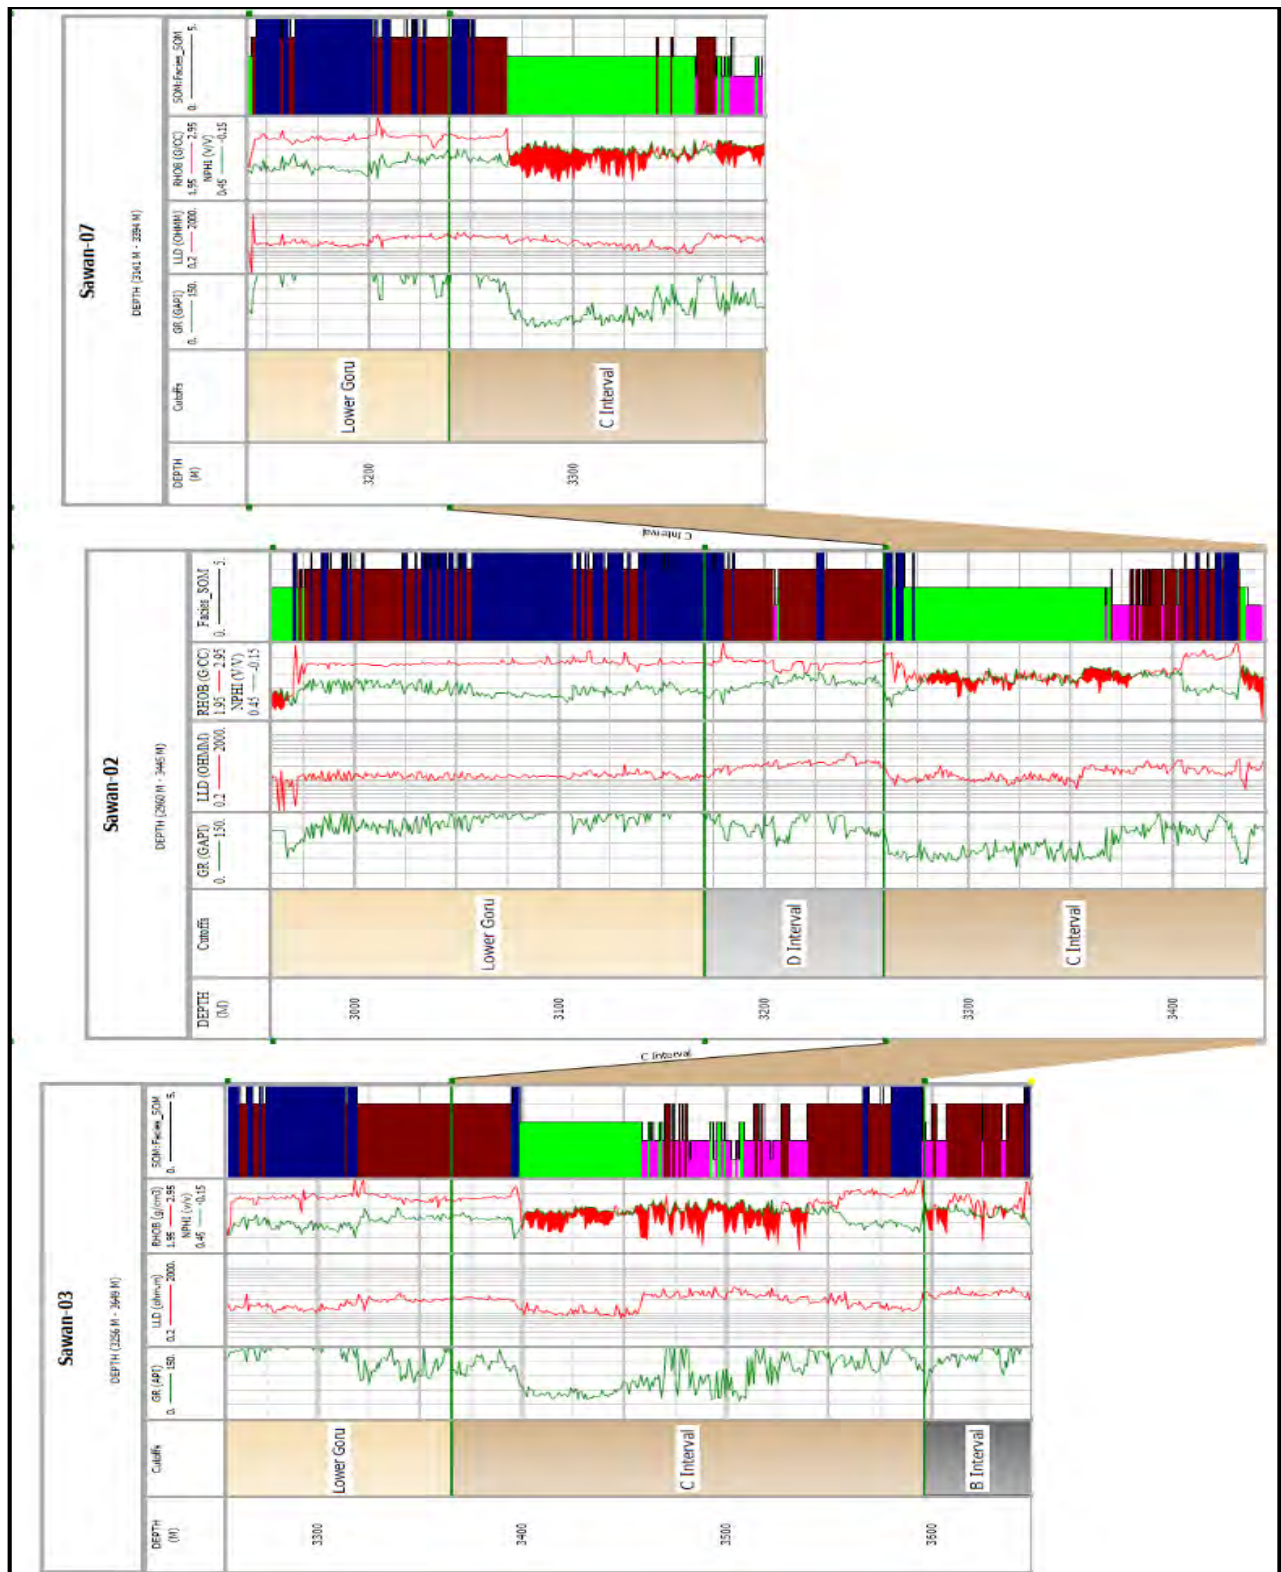 Sawan-03
DEPTH (3256 M - 3649 M)
DEPTH
(M)
Cutoffs
GR (API)
0. 150.
LLD (ohm.m)
0.2 2000.
RHOB (g/cm3)
1.95 2.95
NPHI (v/v)
0.45 -0.15
SOM:Facies_SOM
0. 5.
3300
3400
3500
3600
Lower Goru
C Interval
B Interval
C Interval
Sawan-02
DEPTH (2960 M - 3445 M)
DEPTH
(M)
Cutoffs
GR (GAPI)
0. 150.
LLD (OHMM)
0.2 2000.
RHOB (G/CC)
1.95 2.95
NPHI (V/V)
0.45 -0.15
Facies_SOM
0. 5.
3000
3100
3200
3300
3400
Lower Goru
D Interval
C Interval
C Interval
Sawan-07
DEPTH (3141 M - 3394 M)
DEPTH
(M)
Cutoffs
GR (GAPI)
0. 150.
LLD (OHMM)
0.2 2000.
RHOB (G/CC)
1.95 2.95
NPHI (V/V)
0.45 -0.15
SOM:Facies_SOM
0. 5.
3200
3300
Lower Goru
C Interval